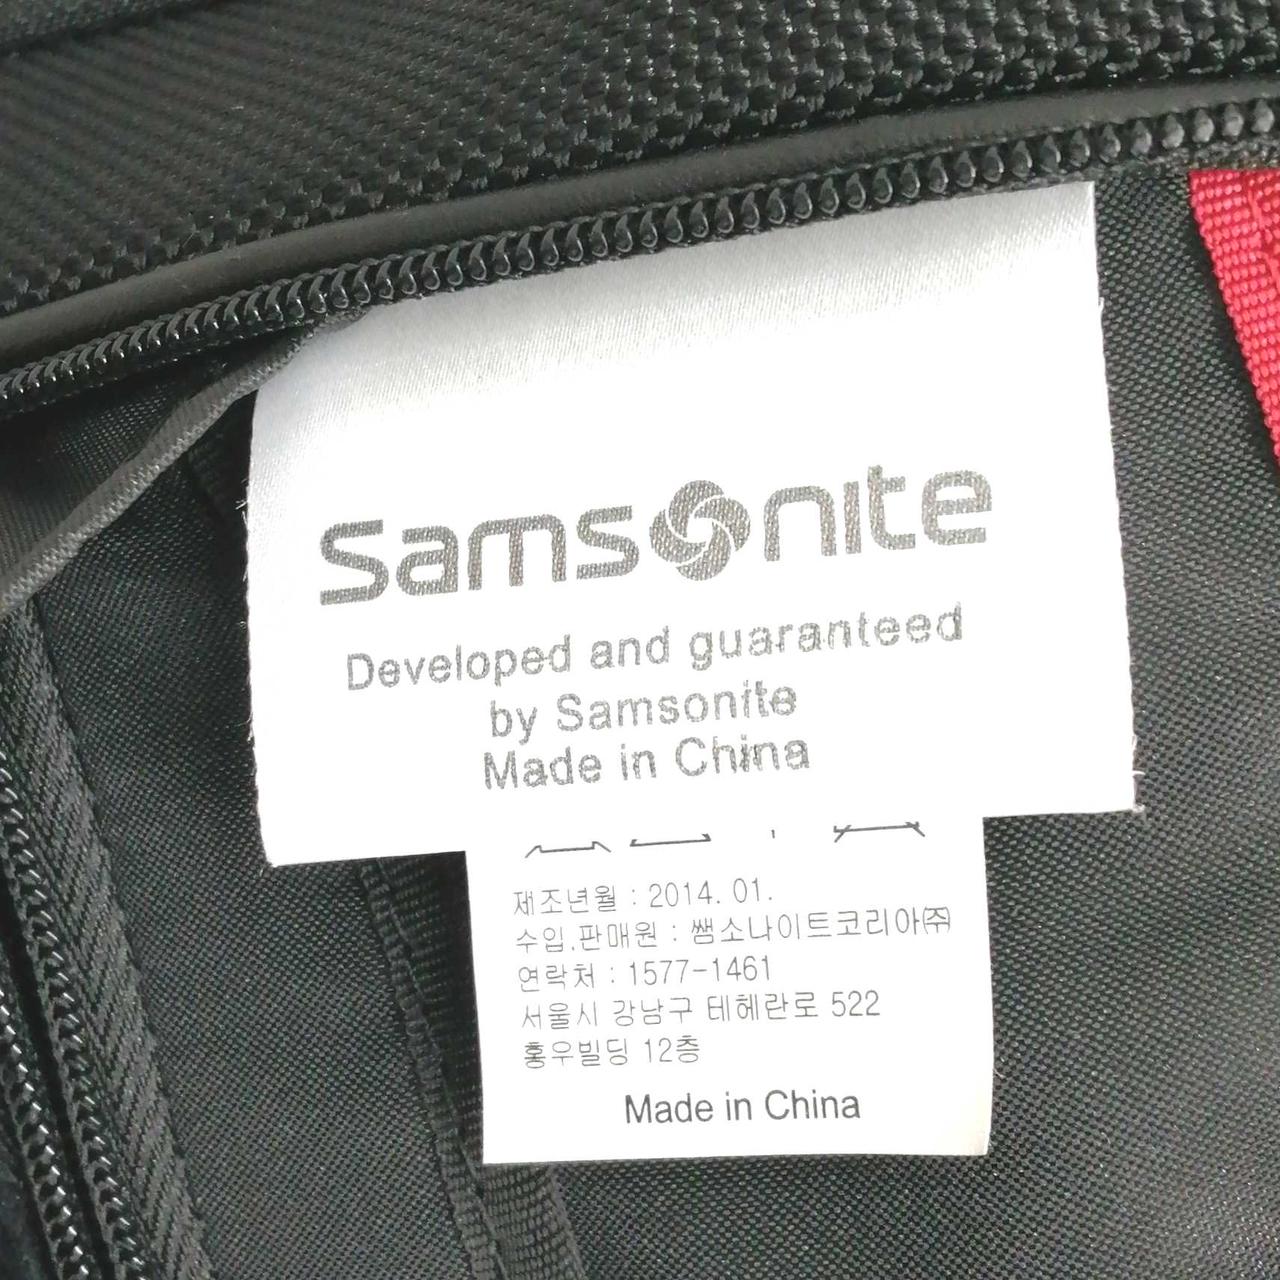 Samsonite
Developed and guaranteed
by Samsonite
Made in China
제조년월 : 2014. 01.
수입,판매원 : 쌤소나이트코리아㈜
연락처 : 1577-1461
서울시 강남구 테헤란로 522
홍우빌딩 12층
Made in China